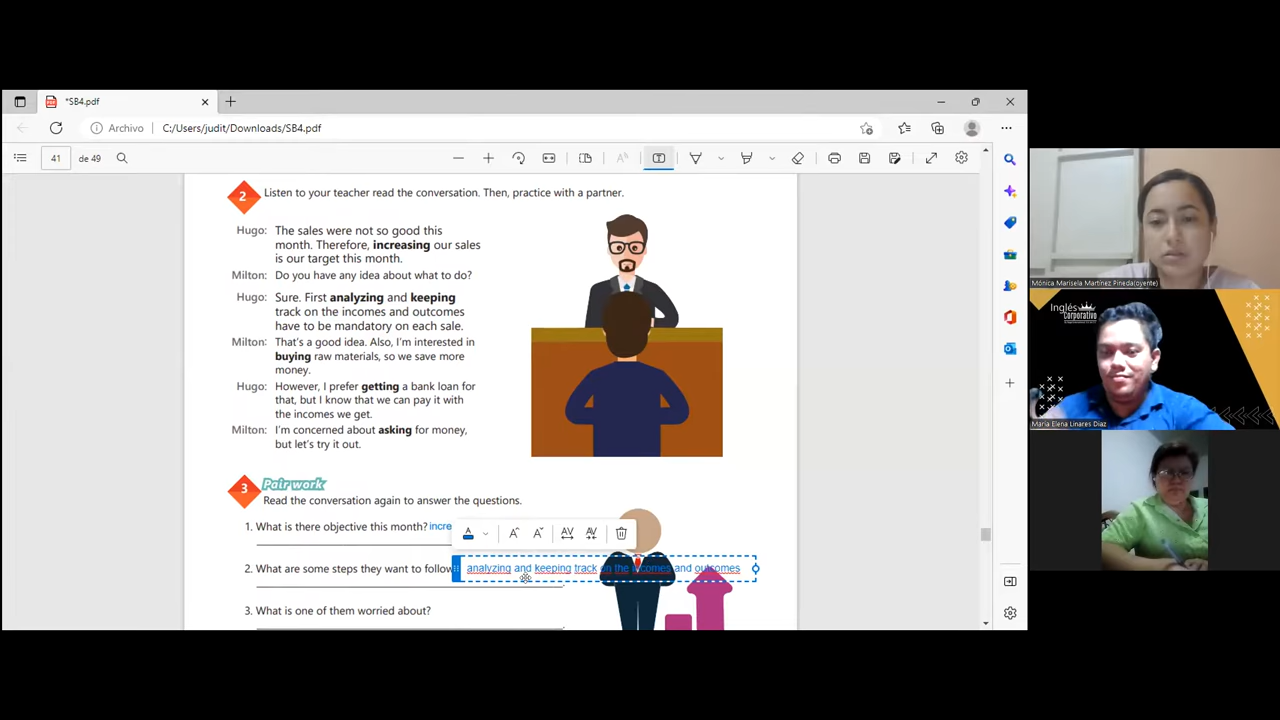 *SB4.pdf
Archivo
C:/Users/judit/Downloads/SB4.pdf
41
de 49
2
Listen to your teacher read the conversation. Then, practice with a partner.
Hugo: The sales were not so good this
month. Therefore, increasing our sales
is our target this month.
Milton: Do you have any idea about what to do?
Hugo: Sure. First analyzing and keeping
track on the incomes and outcomes
have to be mandatory on each sale.
Milton: That's a good idea. Also, I'm interested in
buying raw materials, so we save more
money.
Hugo: However, I prefer getting a bank loan for
that, but I know that we can pay it with
the incomes we get.
Milton: I'm concerned about asking for money,
but let's try it out.
3
Pair work
Read the conversation again to answer the questions.
1. What is there objective this month? incre
2. What are some steps they want to follow
analyzing and keeping track on the incomes and outcomes
3. What is one of them worried about?
Mónica Marisela Martínez Pineda(oyente)
Inglés
Corporativo
María Elena Linares Diaz